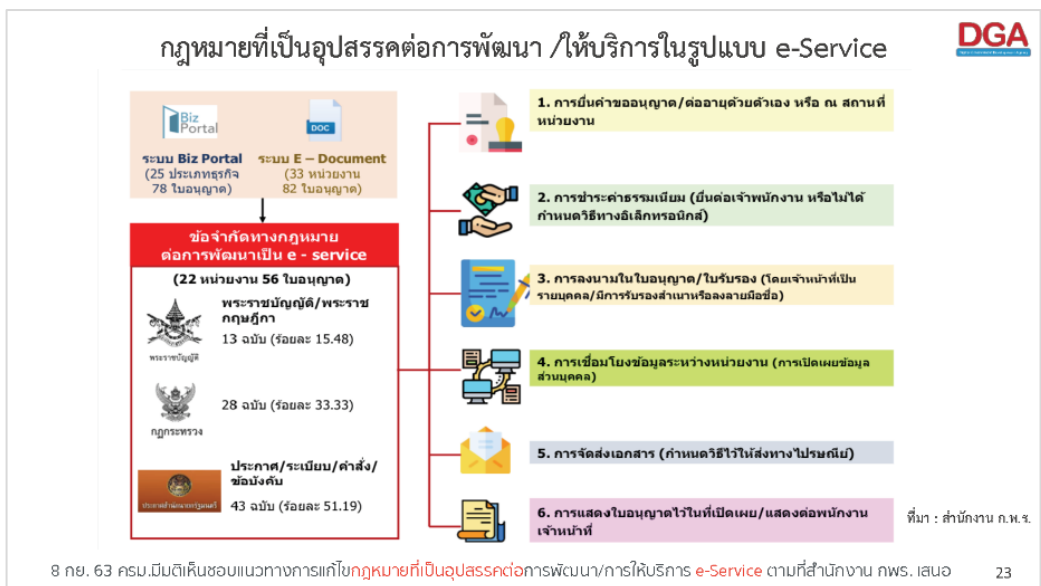 กฎหมายที่เป็นอุปสรรคต่อการพัฒนา /ให้บริการในรูปแบบ e-Service
DGA
Biz
Portal
DOC
ระบบ Biz Portal
(25 ประเภทธุรกิจ
78 ใบอนุญาต)
ระบบ E – Document
(33 หน่วยงาน
82 ใบอนุญาต)
ข้อจำกัดทางกฎหมาย
ต่อการพัฒนาเป็น e - service
(22 หน่วยงาน 56 ใบอนุญาต)
พระราชบัญญัติ
พระราชบัญญัติ/พระราช
กฤษฎีกา
13 ฉบับ (ร้อยละ 15.48)
กฎกระทรวง
28 ฉบับ (ร้อยละ 33.33)
ประกาศสำนักนายกรัฐมนตรี
ประกาศ/ระเบียบ/คำสั่ง/
ข้อบังคับ
43 ฉบับ (ร้อยละ 51.19)
1. การยื่นคำขออนุญาต/ต่ออายุด้วยตัวเอง หรือ ณ สถานที่
หน่วยงาน
2. การชำระค่าธรรมเนียม (ยื่นต่อเจ้าพนักงาน หรือไม่ได้
กำหนดวิธีทางอิเล็กทรอนิกส์)
3. การลงนามในใบอนุญาต/ใบรับรอง (โดยเจ้าหน้าที่เป็น
รายบุคคล/มีการรับรองสำเนาหรือลงลายมือชื่อ)
4. การเชื่อมโยงข้อมูลระหว่างหน่วยงาน (การเปิดเผยข้อมูล
ส่วนบุคคล)
5. การจัดส่งเอกสาร (กำหนดวิธีไว้ให้ส่งทางไปรษณีย์)
6. การแสดงใบอนุญาตไว้ในที่เปิดเผย/แสดงต่อพนักงาน
เจ้าหน้าที่
ที่มา : สำนักงาน ก.พ.ร.
8 กย. 63 ครม.มีมติเห็นชอบแนวทางการแก้ไขกฎหมายที่เป็นอุปสรรคต่อการพัฒนา/การให้บริการ e-Service ตามที่สำนักงาน กพร. เสนอ
23